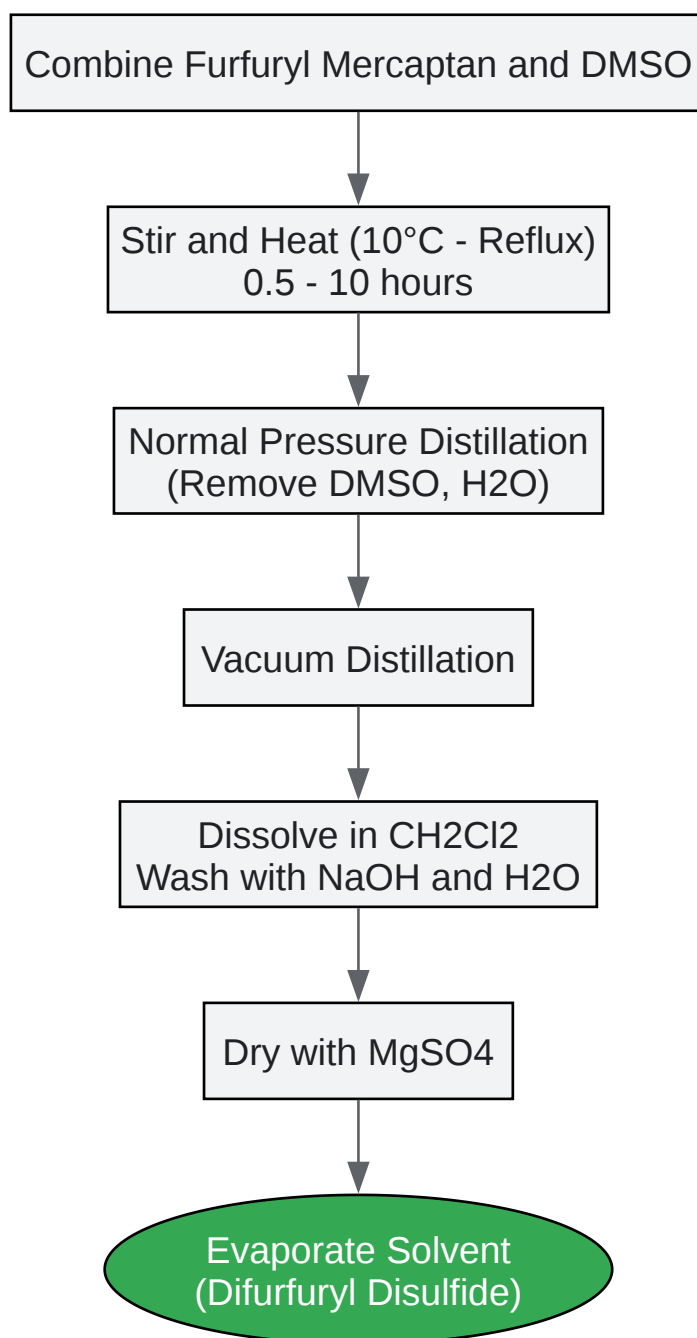 Combine Furfuryl Mercaptan and DMSO
Stir and Heat (10°C - Reflux)
0.5 - 10 hours
Normal Pressure Distillation
(Remove DMSO, H2O)
Vacuum Distillation
Dissolve in CH2Cl2
Wash with NaOH and H2O
Dry with MgSO4
Evaporate Solvent
(Difurfuryl Disulfide)